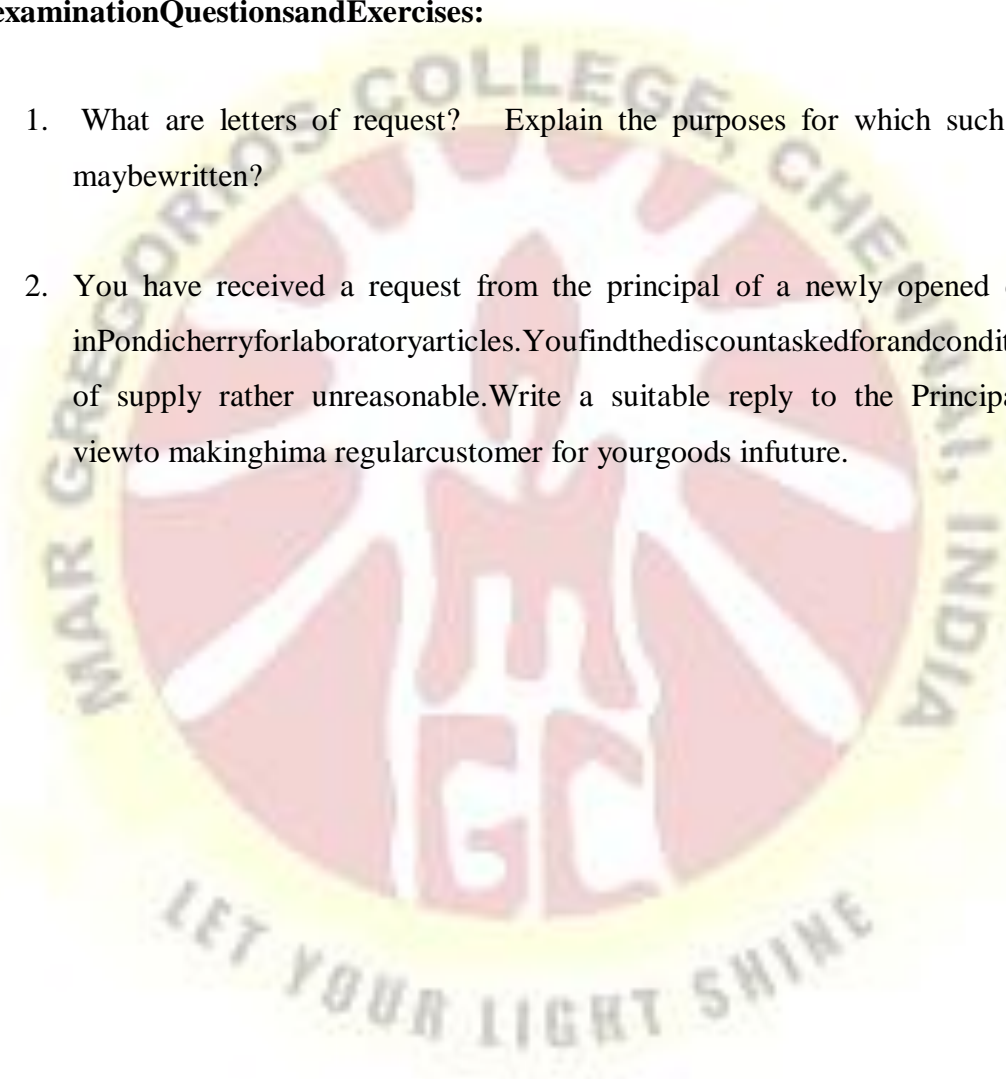 examinationQuestionsandExercises:
1. What are letters of request? Explain the purposes for which such
maybewritten?
2. You have received a request from the principal of a newly opened
inPondicherryforlaboratoryarticles.Youfindthediscountaskedforandcondit
of supply rather unreasonable.Write a suitable reply to the Principa
viewto makinghima regularcustomer for yourgoods infuture.
MAR GREGORIOS COLLEGE, CHENNAI, INDIA
MGC
LET YOUR LIGHT SHINE